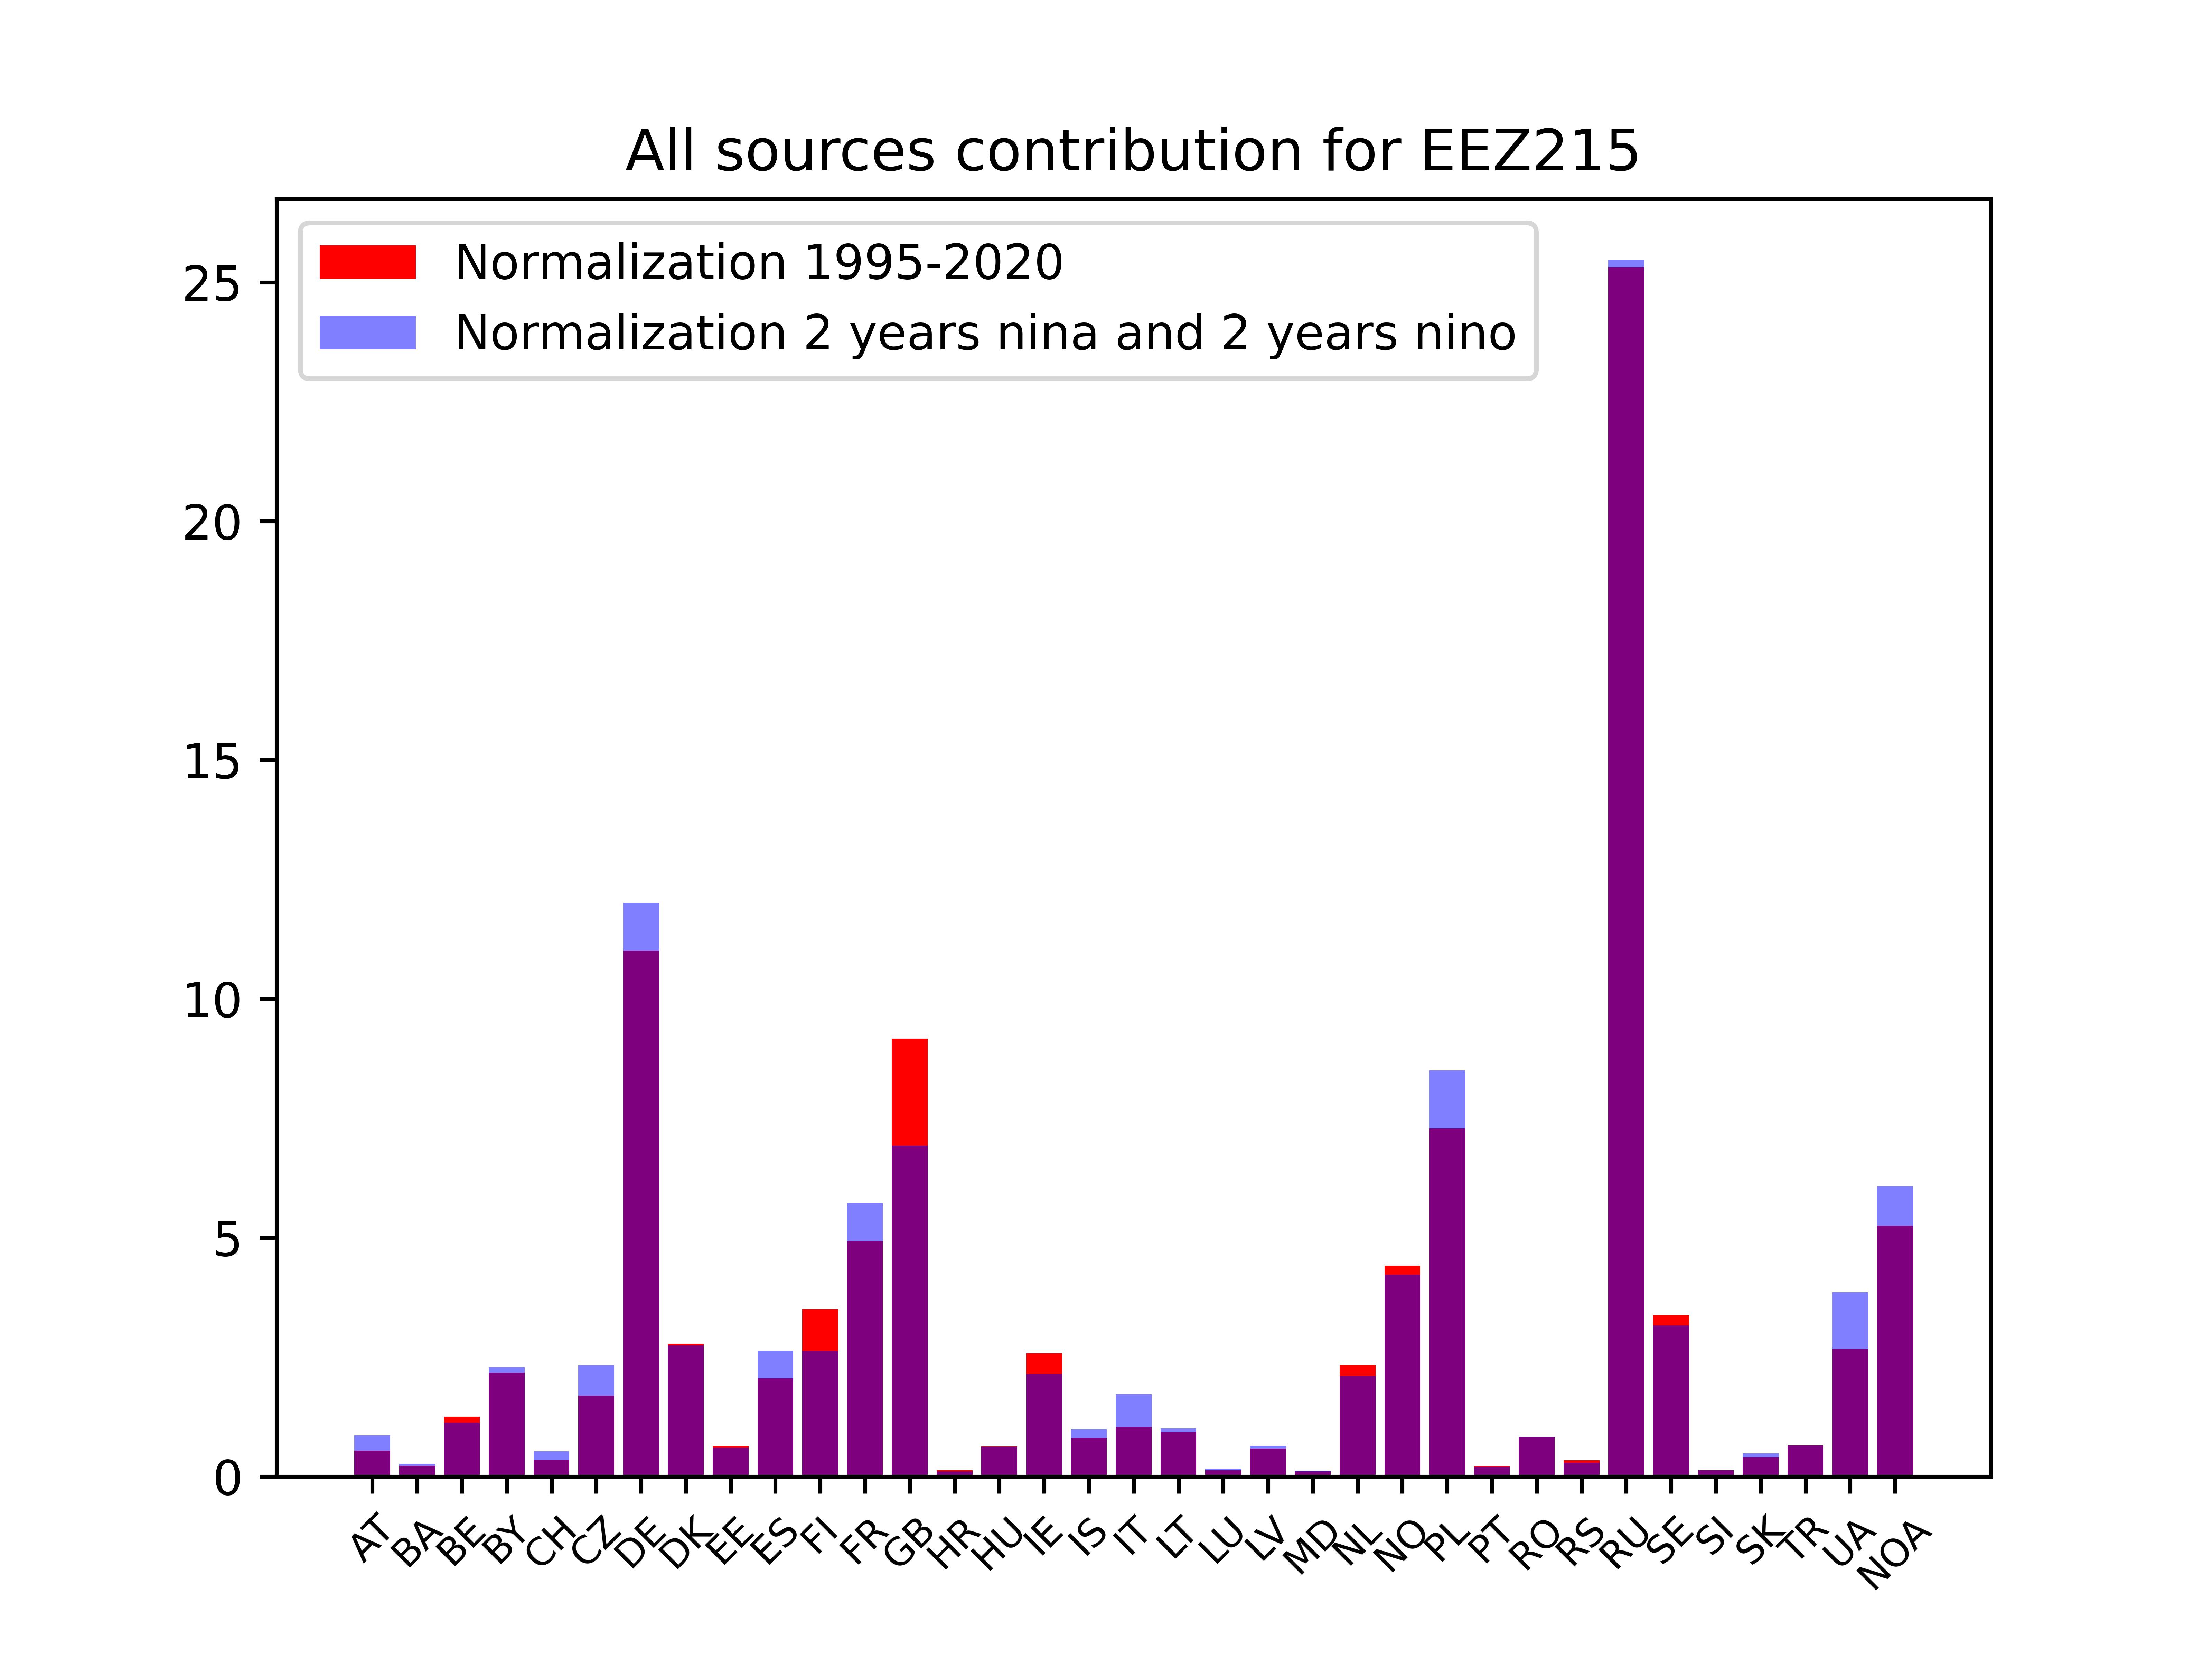 All sources contribution for EEZ215
Normalization 1995-2020
Normalization 2 years nina and 2 years nino
25
20
15
10
5
0
AT BA BE BY CH CZ DE DK EE ES FI FR GB HR HU IE IS IT LT LU LV MD NL NO PL PT RO RS RU SE SI SK TR UA NOA